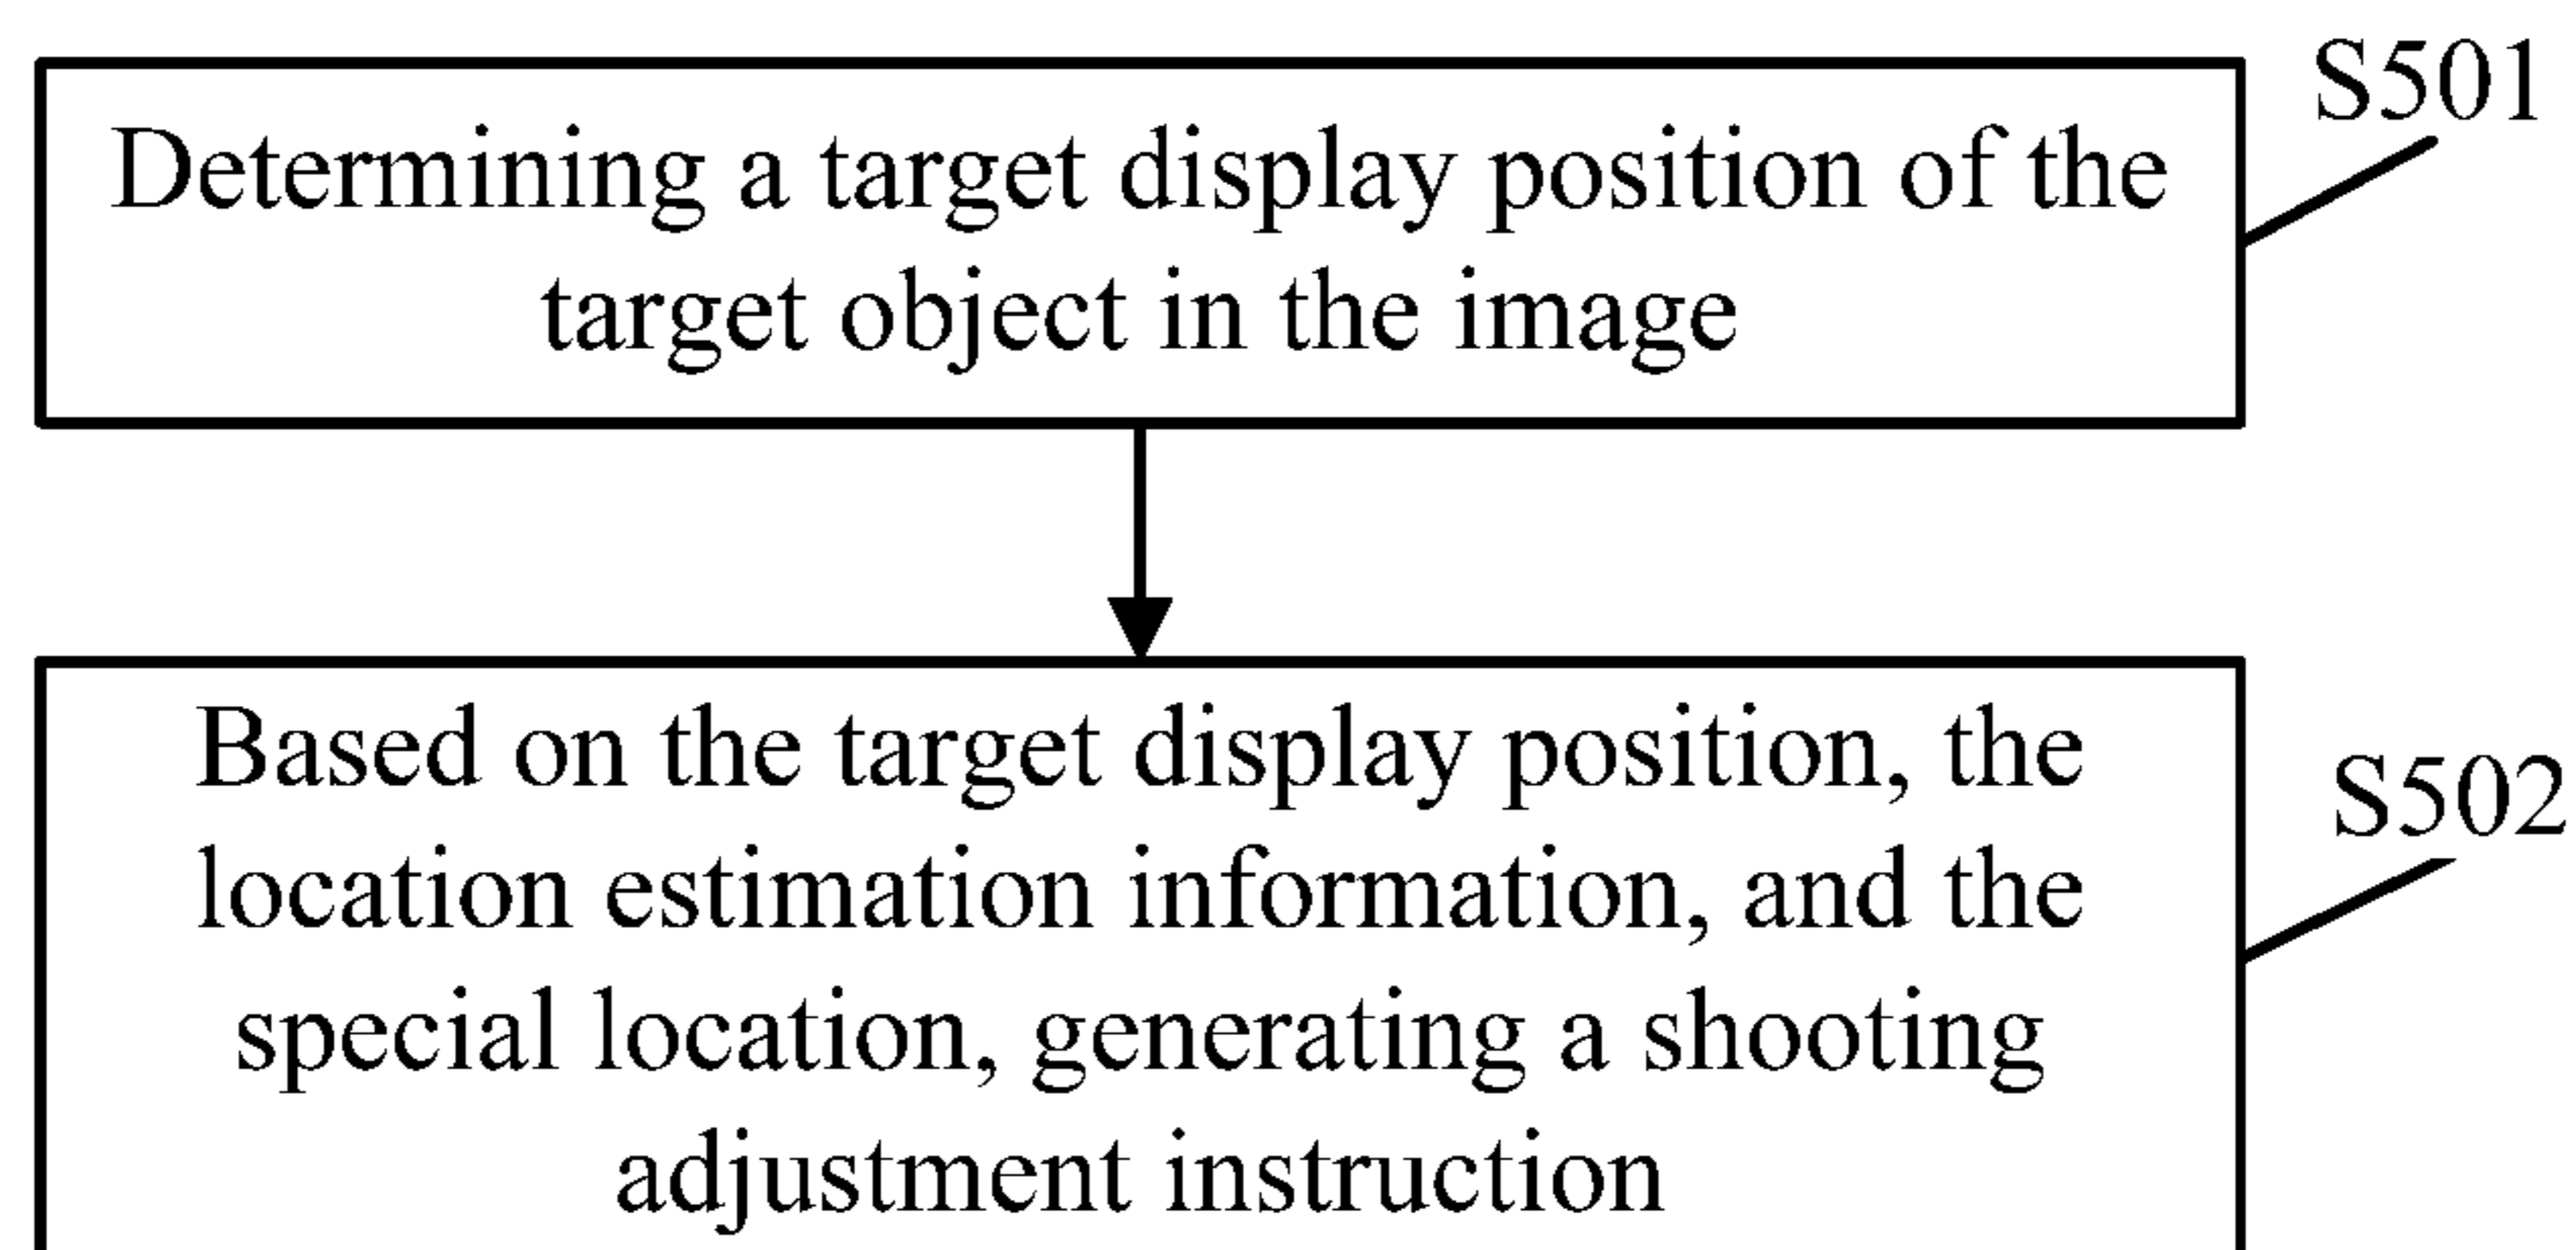 S501
Determining a target display position of the
target object in the image
Based on the target display position, the
location estimation information, and the
special location, generating a shooting
adjustment instruction
S502